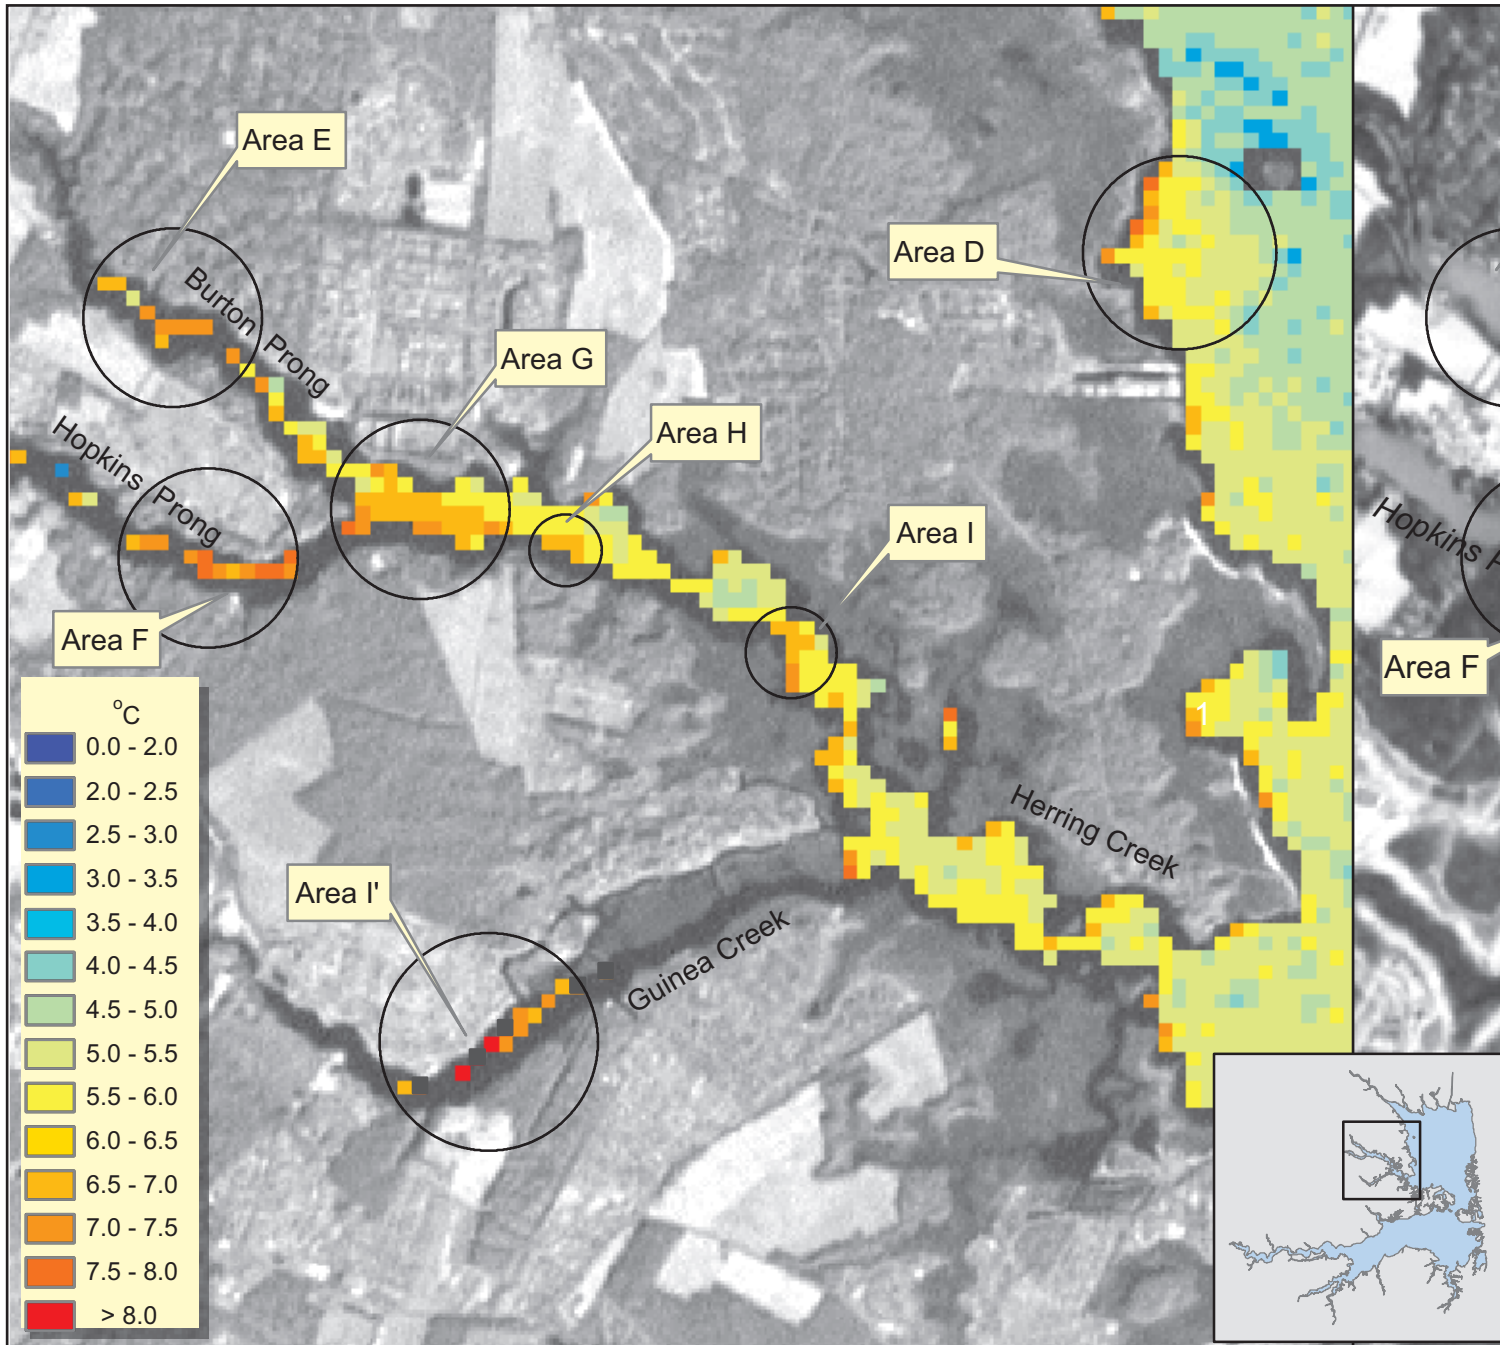 Area E
Area D
Burton Prong
Area G
Area H
Hopkins Prong
Hopkins P
Area I
Area F
Area F
1
°C
0.0 - 2.0
2.0 - 2.5
2.5 - 3.0
3.0 - 3.5
3.5 - 4.0
4.0 - 4.5
4.5 - 5.0
5.0 - 5.5
5.5 - 6.0
6.0 - 6.5
6.5 - 7.0
7.0 - 7.5
7.5 - 8.0
> 8.0
Herring Creek
Area I'
Guinea Creek